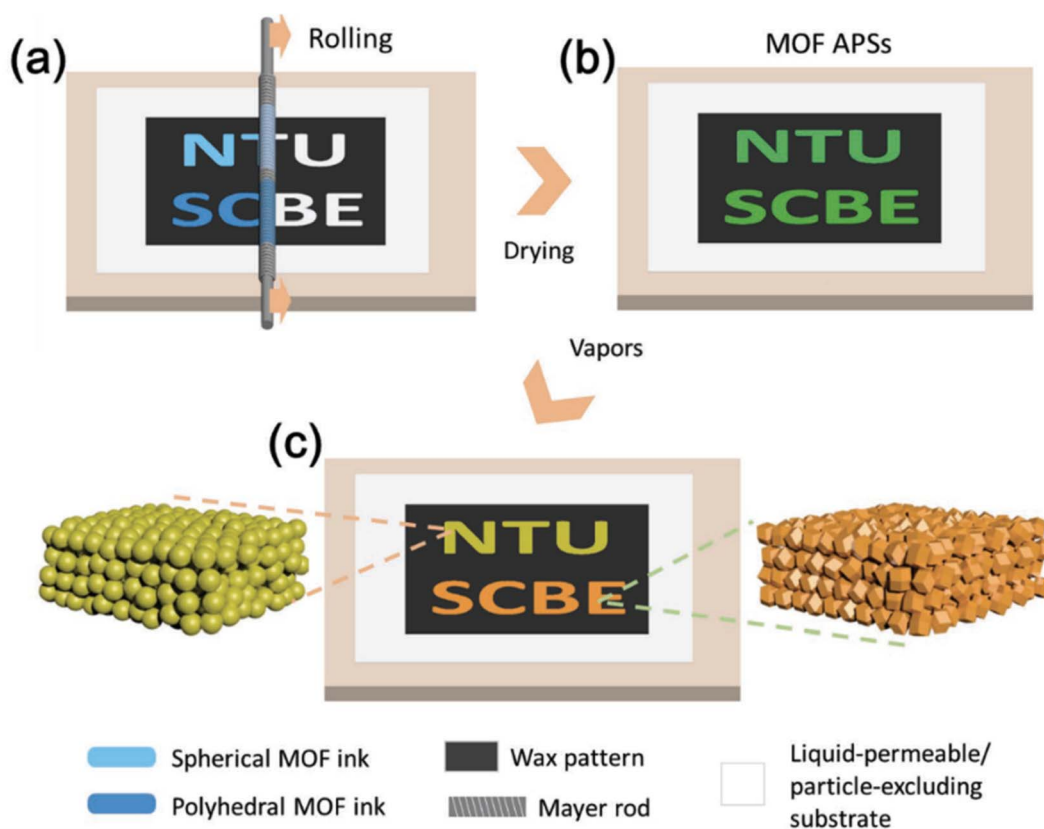 (a)
Rolling
NTU
SCBE
Drying
(b)
MOF APSs
NTU
SCBE
Vapors
(c)
NTU
SCBE
Spherical MOF ink
Polyhedral MOF ink
Wax pattern
Mayer rod
Liquid-permeable/
particle-excluding
substrate